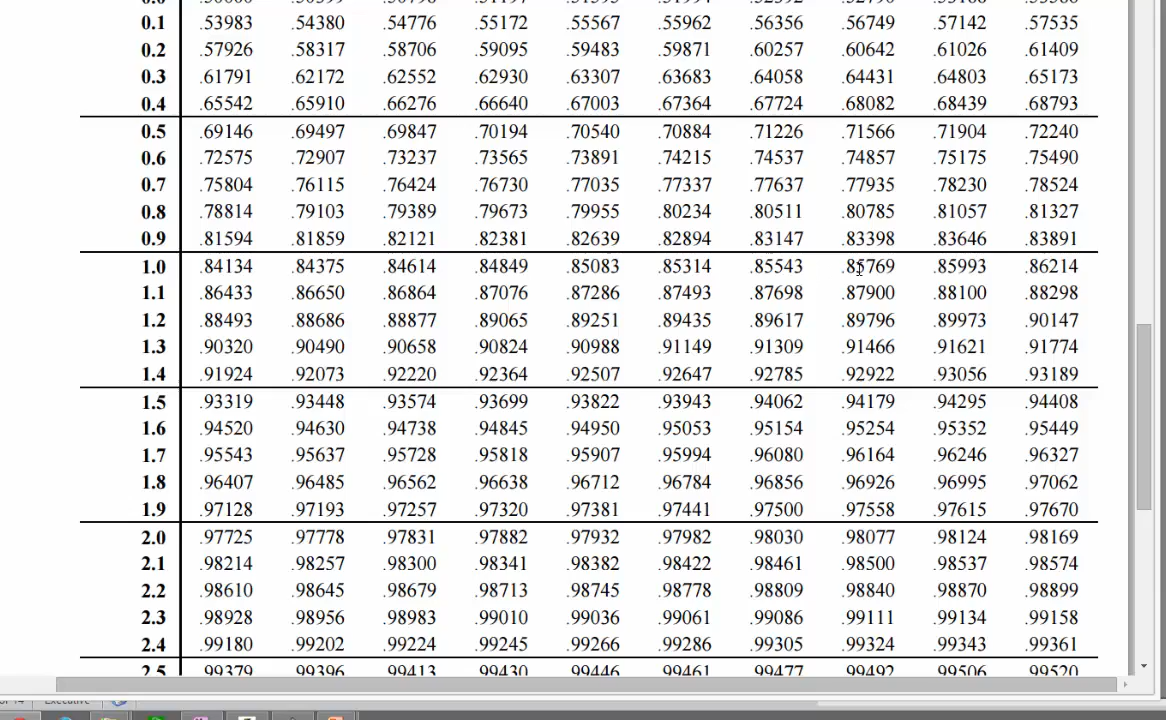 0.1 .53983 .54380 .54776 .55172 .55567 .55962 .56356 .56749 .57142 .57535
0.2 .57926 .58317 .58706 .59095 .59483 .59871 .60257 .60642 .61026 .61409
0.3 .61791 .62172 .62552 .62930 .63307 .63683 .64058 .64431 .64803 .65173
0.4 .65542 .65910 .66276 .66640 .67003 .67364 .67724 .68082 .68439 .68793
0.5 .69146 .69497 .69847 .70194 .70540 .70884 .71226 .71566 .71904 .72240
0.6 .72575 .72907 .73237 .73565 .73891 .74215 .74537 .74857 .75175 .75490
0.7 .75804 .76115 .76424 .76730 .77035 .77337 .77637 .77935 .78230 .78524
0.8 .78814 .79103 .79389 .79673 .79955 .80234 .80511 .80785 .81057 .81327
0.9 .81594 .81859 .82121 .82381 .82639 .82894 .83147 .83398 .83646 .83891
1.0 .84134 .84375 .84614 .84849 .85083 .85314 .85543 .85769 .85993 .86214
1.1 .86433 .86650 .86864 .87076 .87286 .87493 .87698 .87900 .88100 .88298
1.2 .88493 .88686 .88877 .89065 .89251 .89435 .89617 .89796 .89973 .90147
1.3 .90320 .90490 .90658 .90824 .90988 .91149 .91309 .91466 .91621 .91774
1.4 .91924 .92073 .92220 .92364 .92507 .92647 .92785 .92922 .93056 .93189
1.5 .93319 .93448 .93574 .93699 .93822 .93943 .94062 .94179 .94295 .94408
1.6 .94520 .94630 .94738 .94845 .94950 .95053 .95154 .95254 .95352 .95449
1.7 .95543 .95637 .95728 .95818 .95907 .95994 .96080 .96164 .96246 .96327
1.8 .96407 .96485 .96562 .96638 .96712 .96784 .96856 .96926 .96995 .97062
1.9 .97128 .97193 .97257 .97320 .97381 .97441 .97500 .97558 .97615 .97670
2.0 .97725 .97778 .97831 .97882 .97932 .97982 .98030 .98077 .98124 .98169
2.1 .98214 .98257 .98300 .98341 .98382 .98422 .98461 .98500 .98537 .98574
2.2 .98610 .98645 .98679 .98713 .98745 .98778 .98809 .98840 .98870 .98899
2.3 .98928 .98956 .98983 .99010 .99036 .99061 .99086 .99111 .99134 .99158
2.4 .99180 .99202 .99224 .99245 .99266 .99286 .99305 .99324 .99343 .99361
2.5 .99379 .99396 .99413 .99430 .99446 .99461 .99477 .99492 .99506 .99520
Executive